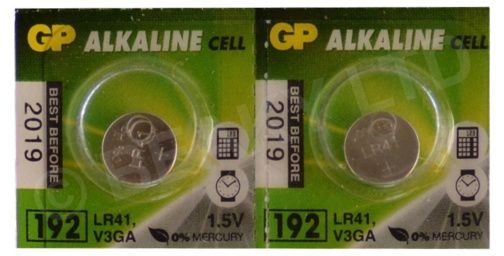 GP ALKALINE CELL
BEST BEFORE
2019
192
LR41,
V3GA
1.5V
0% MERCURY
GP ALKALINE CELL
BEST BEFORE
2019
LR41
192
LR41,
V3GA
1.5V
0% MERCURY